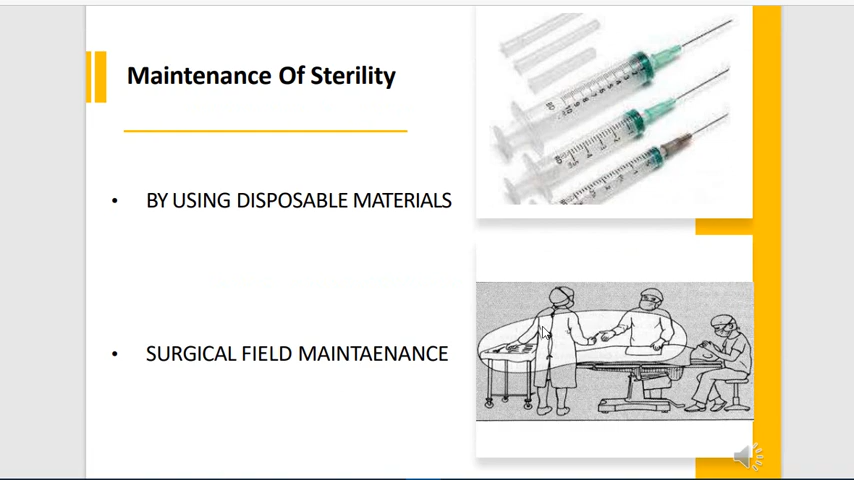 Maintenance Of Sterility
• BY USING DISPOSABLE MATERIALS
• SURGICAL FIELD MAINTAENANCE